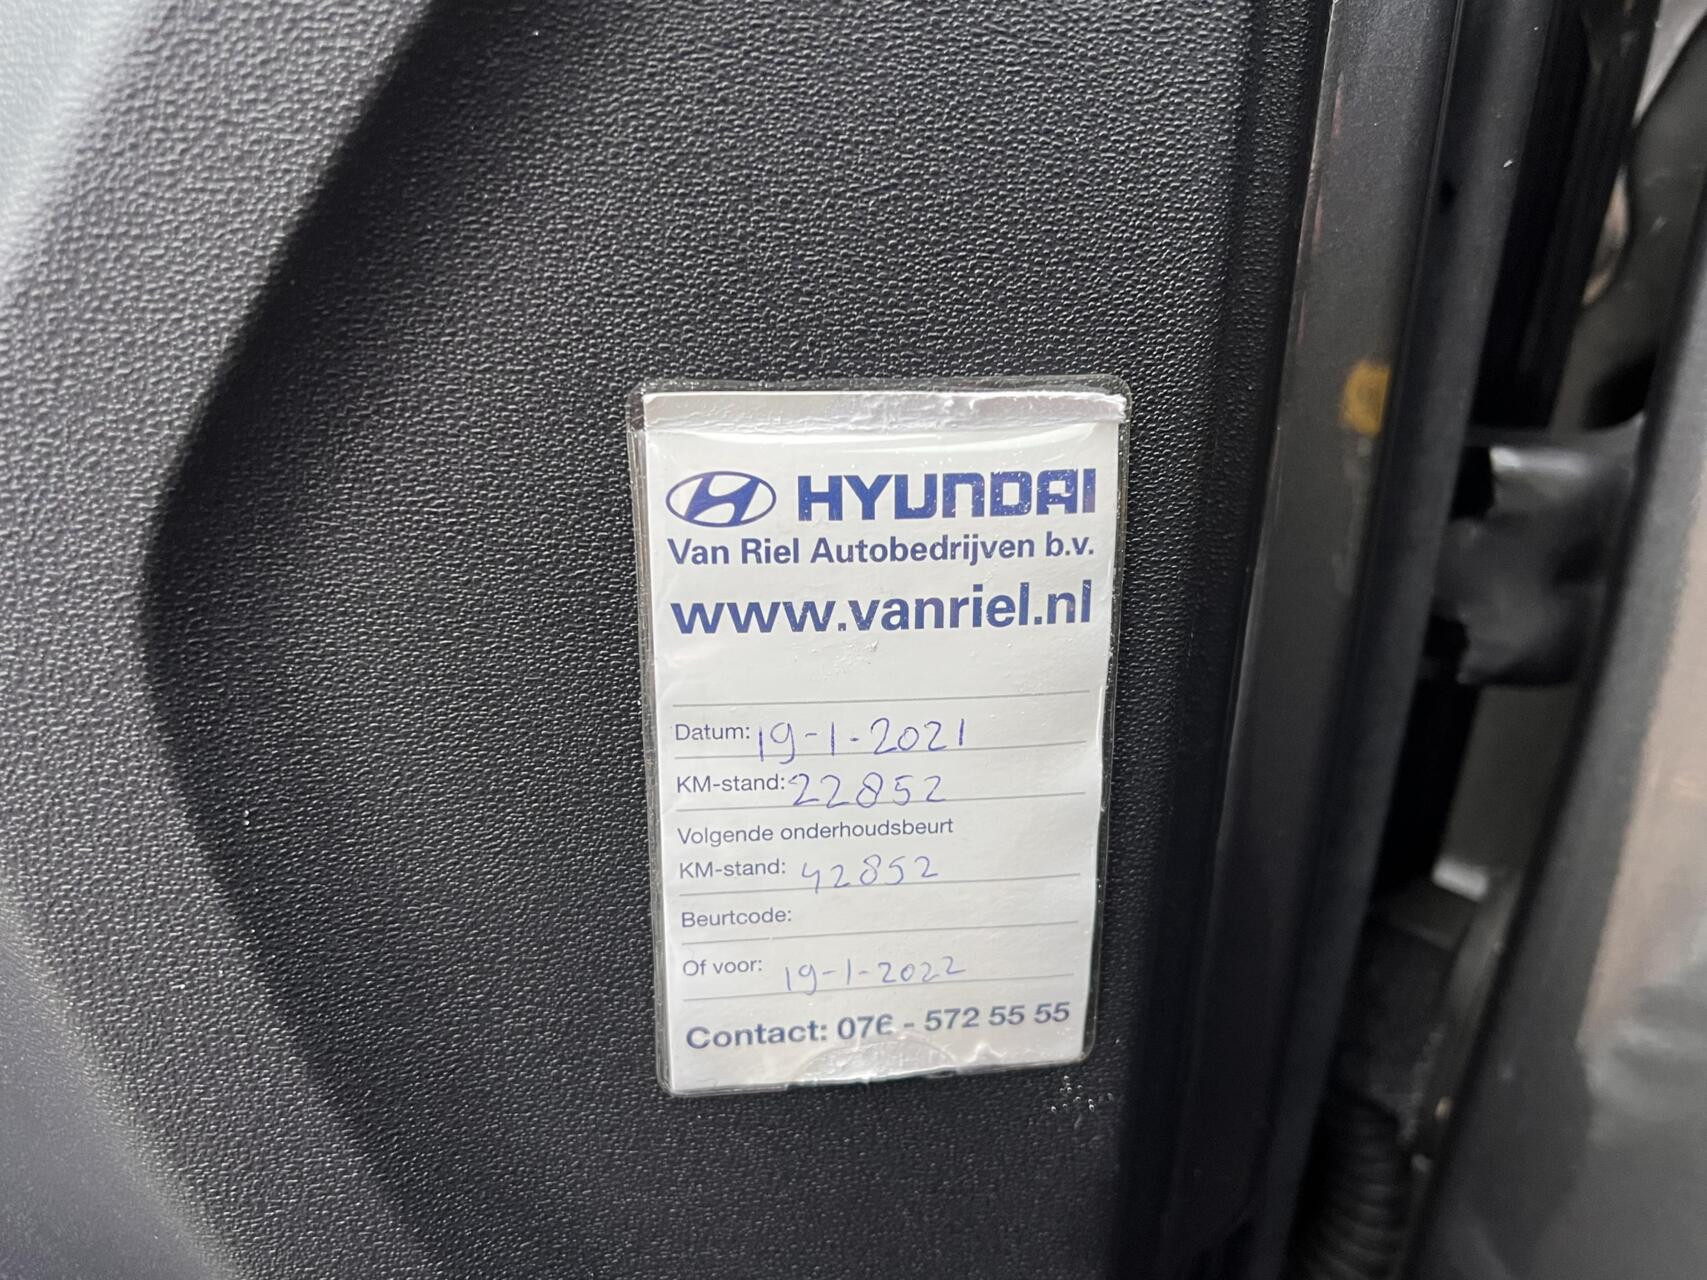 HYUNDAI
Van Riel Autobedrijven b.v.
www.vanriel.nl
Datum: 19-1-2021
KM-stand: 22852
Volgende onderhoudsbeurt
KM-stand: 42852
Beurtcode:
Of voor: 19-1-2022
Contact: 076 - 572 55 55